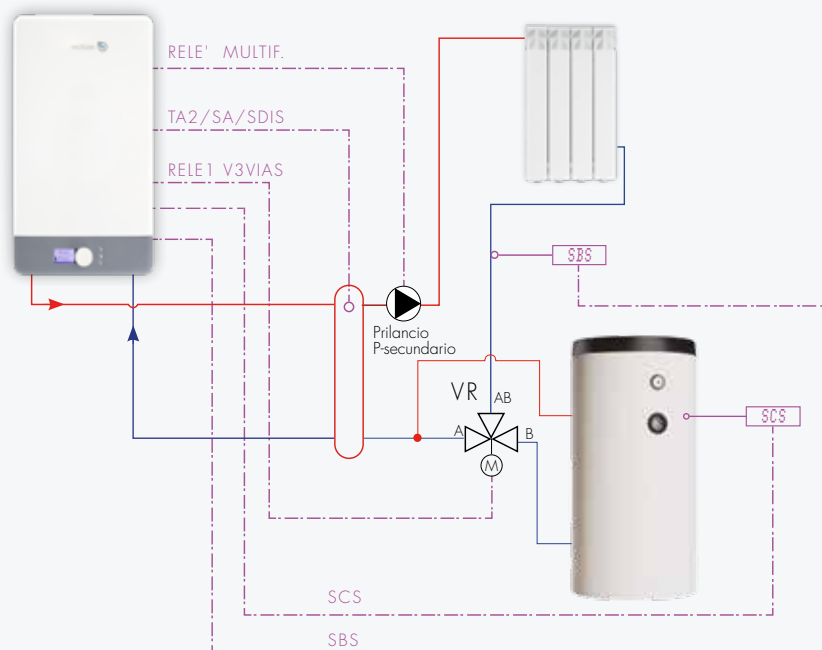 RELE' MULTIF.
TA2/SA/SDIS
RELE1 V3VIAS
SBS
Prilancio
P-secundario
VR
AB
A
B
SCS
M
SCS
SBS